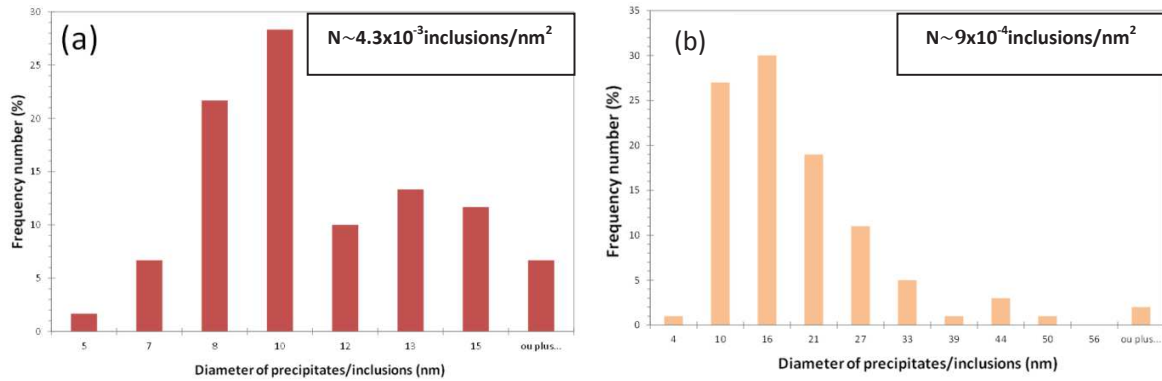 (a)
N~4.3x10⁻³inclusions/nm²
Frequency number (%)
30
25
20
15
10
5
0
5 7 8 10 12 13 15 ou plus...
Diameter of precipitates/inclusions (nm)
(b)
N~9x10⁻⁴inclusions/nm²
Frequency number (%)
35
30
25
20
15
10
5
0
4 10 16 21 27 33 39 44 50 56 ou plus...
Diameter of precipitates/inclusions (nm)